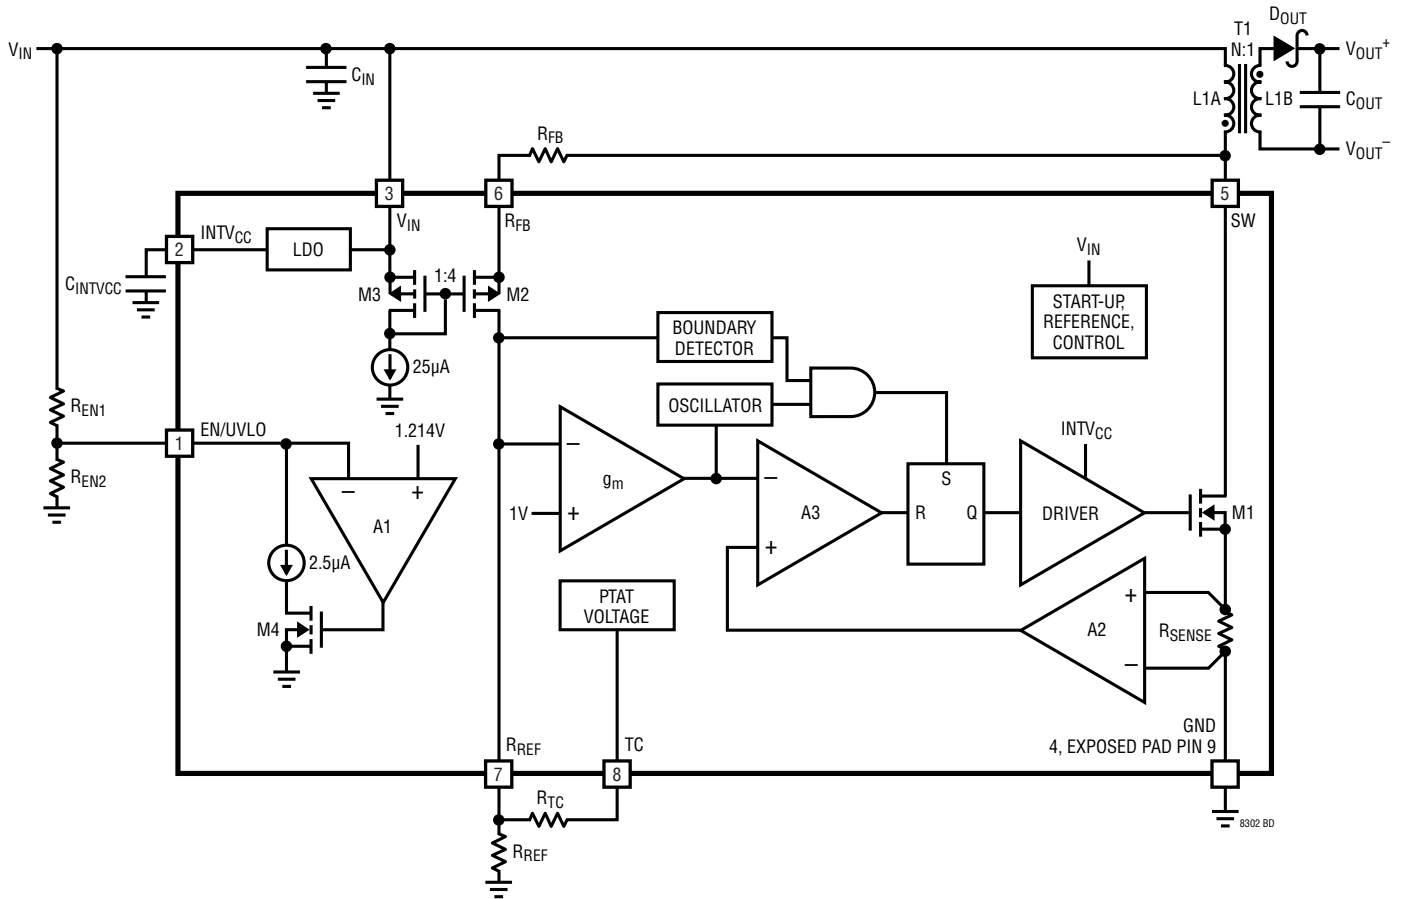 T1
N:1
DOUT
VIN
CIN
L1A
L1B
COUT
VOUT+
VOUT–
RFB
3
6
5
VIN
RFB
SW
2
INTVCC
LDO
CINTVCC
M3
1:4
M2
25µA
VIN
START-UP,
REFERENCE,
CONTROL
BOUNDARY
DETECTOR
OSCILLATOR
REN1
1
EN/UVLO
1.214V
REN2
–
+
A1
2.5µA
M4
–
gm
1V
+
–
A3
+
S
R
Q
INTVCC
DRIVER
M1
PTAT
VOLTAGE
+
A2
–
RSENSE
GND
4, EXPOSED PAD PIN 9
RREF
TC
7
8
RTC
RREF
8302 BD